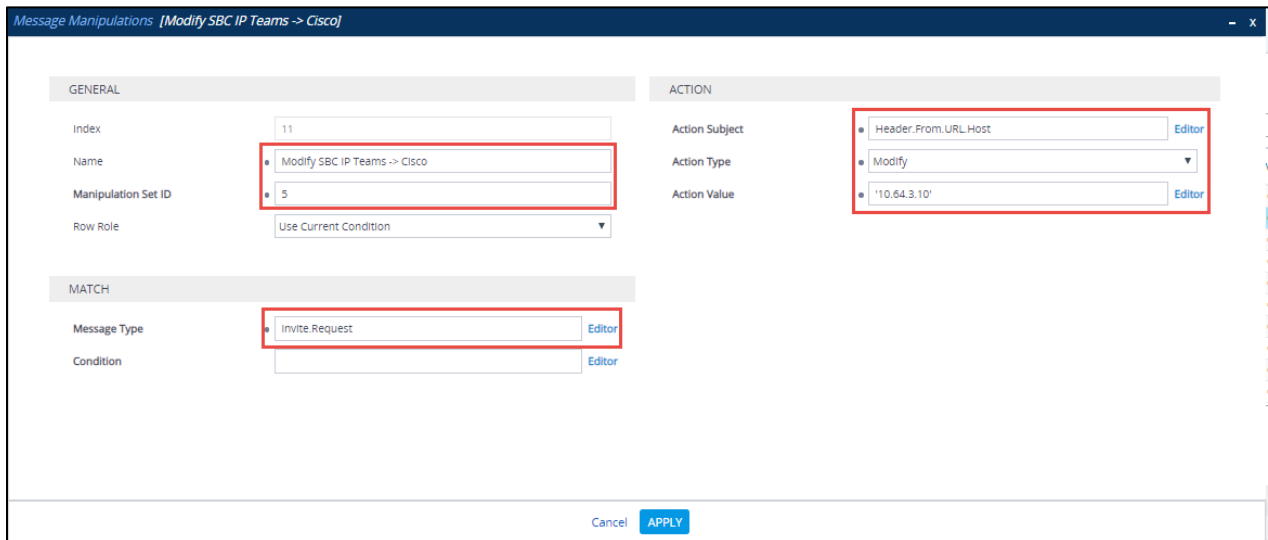 Message Manipulations [Modify SBC IP Teams -> Cisco]
– x
GENERAL
Index 11
Name Modify SBC IP Teams -> Cisco
Manipulation Set ID 5
Row Role Use Current Condition
MATCH
Message Type Invite.Request Editor
Condition Editor
ACTION
Action Subject Header.From.URL.Host Editor
Action Type Modify
Action Value '10.64.3.10' Editor
Cancel APPLY